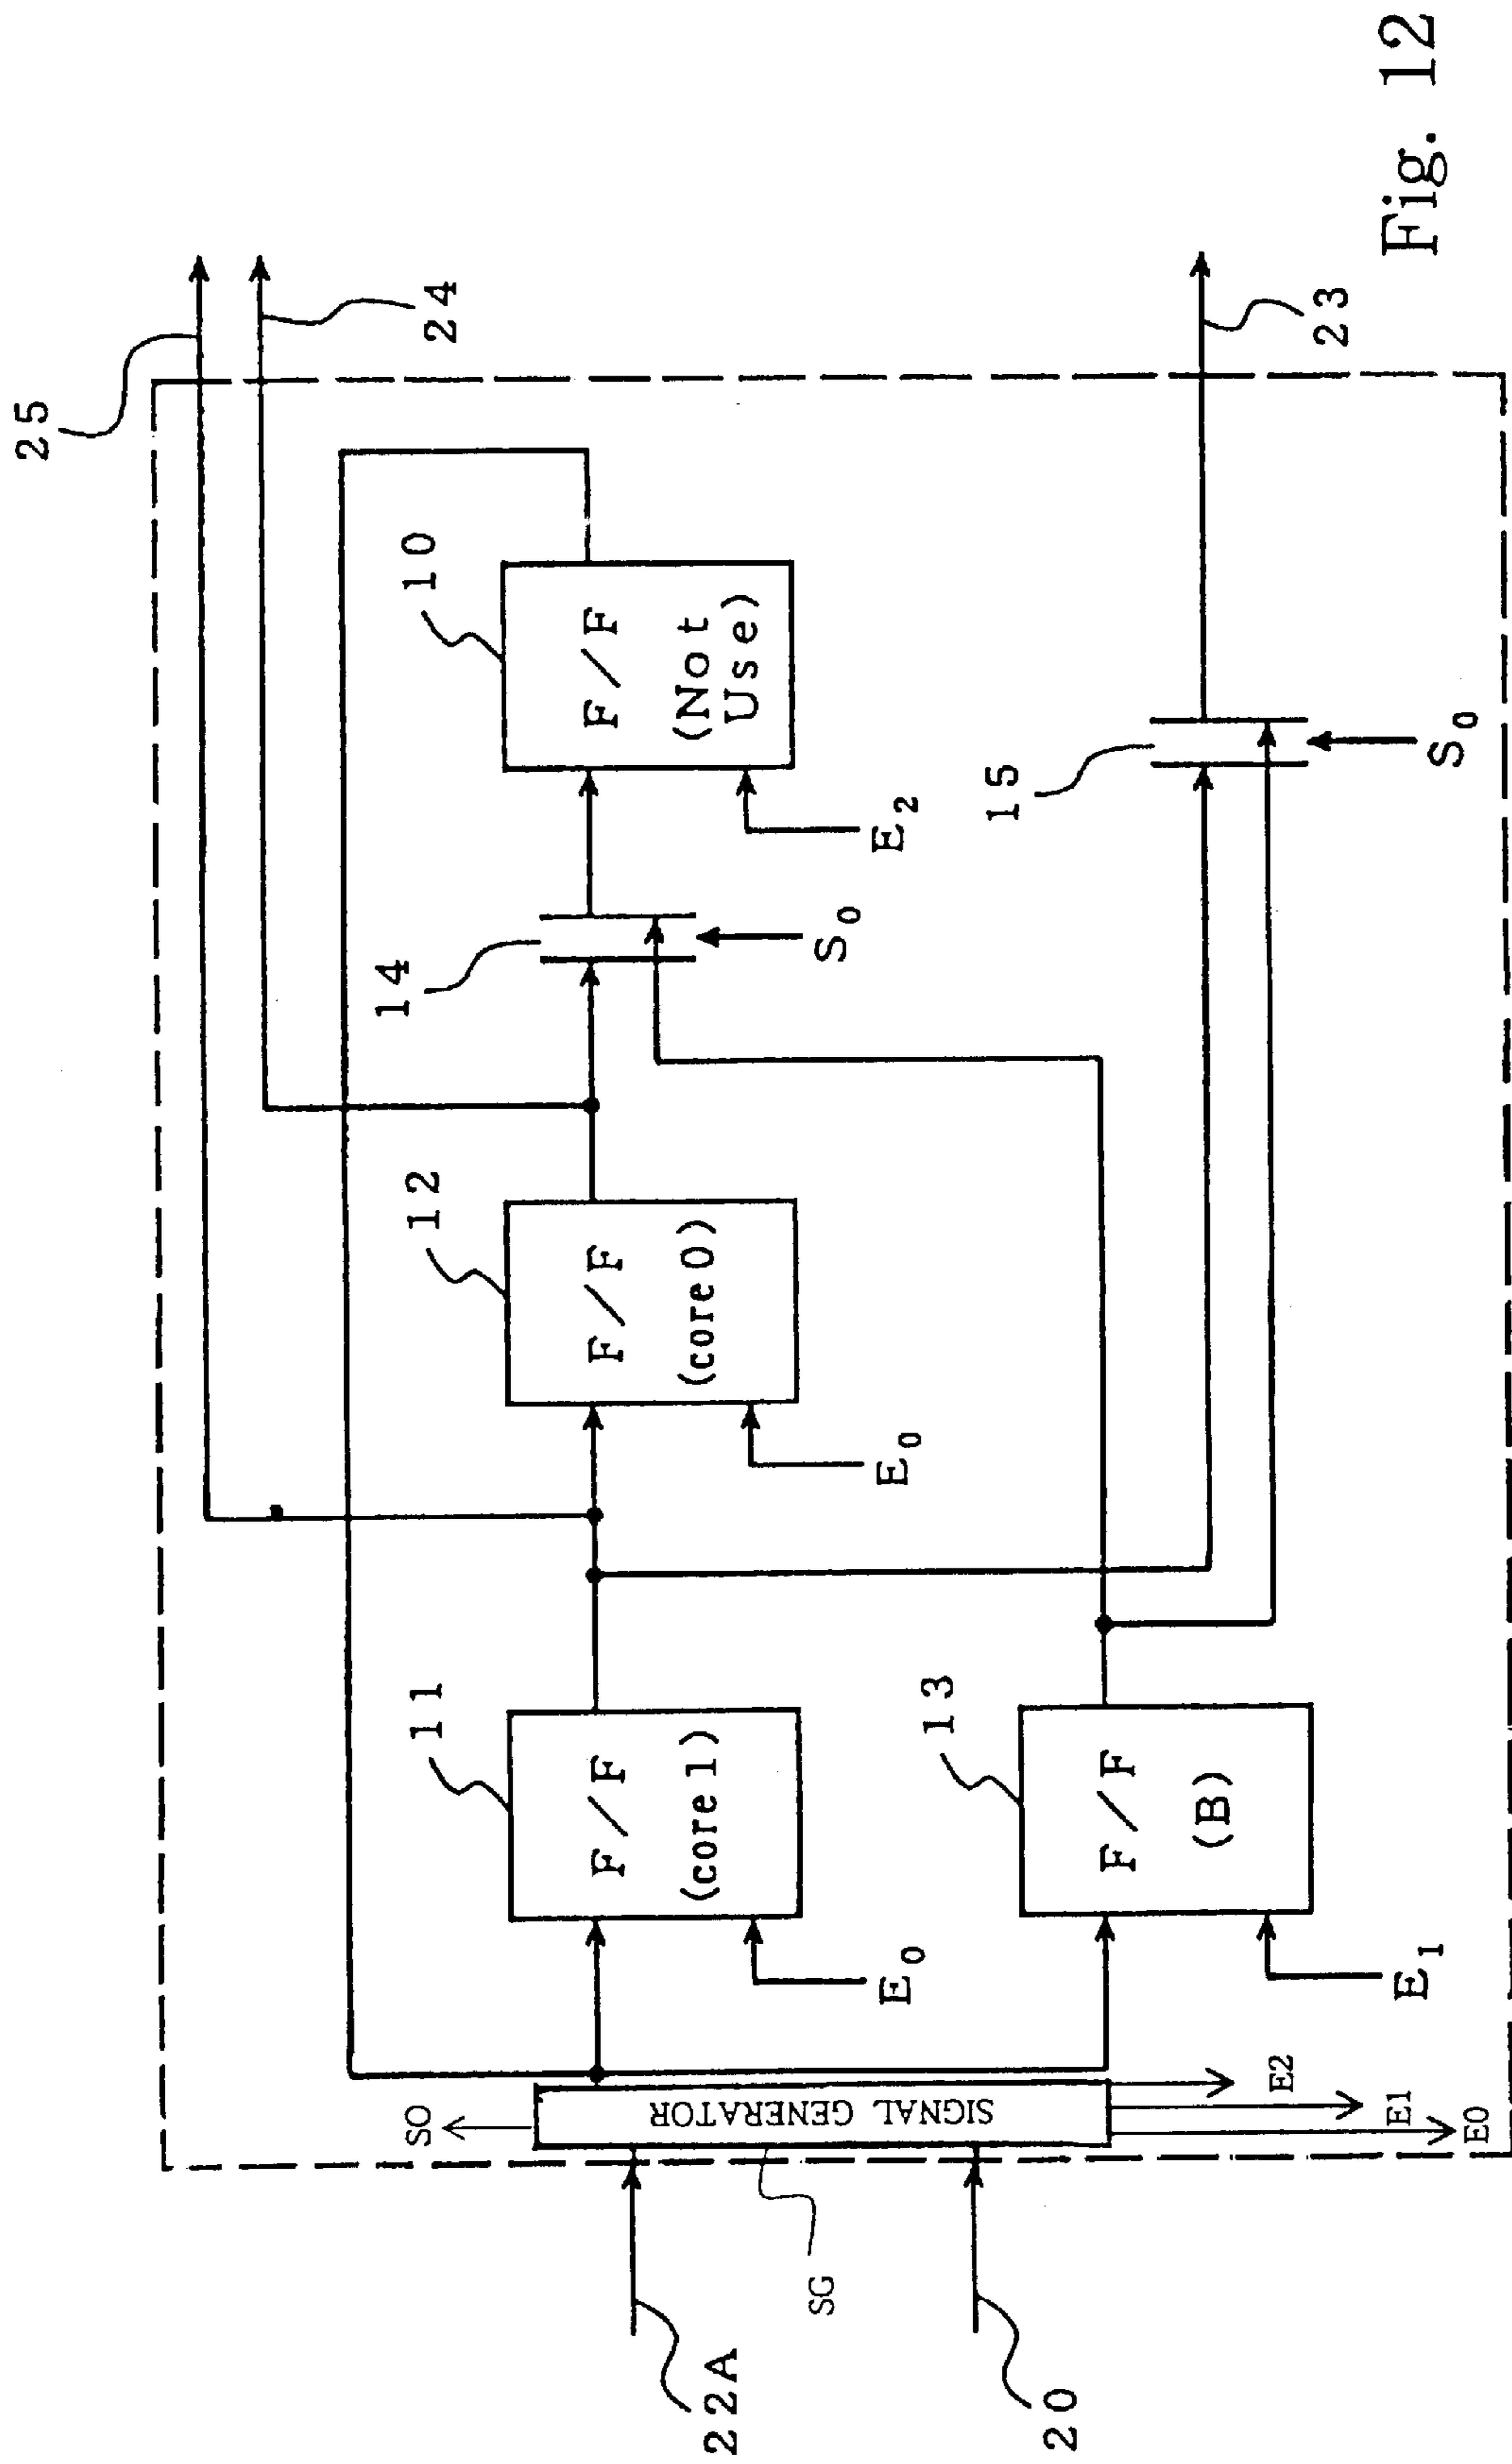 25
24
10
F/F
(Not
Use)
E2
14
S0
12
F/F
(core0)
E0
11
F/F
(core1)
E0
13
F/F
(B)
E1
15
S0
23
SO
SIGNAL GENERATOR
E2
E1
E0
22A
SG
20
Fig. 12